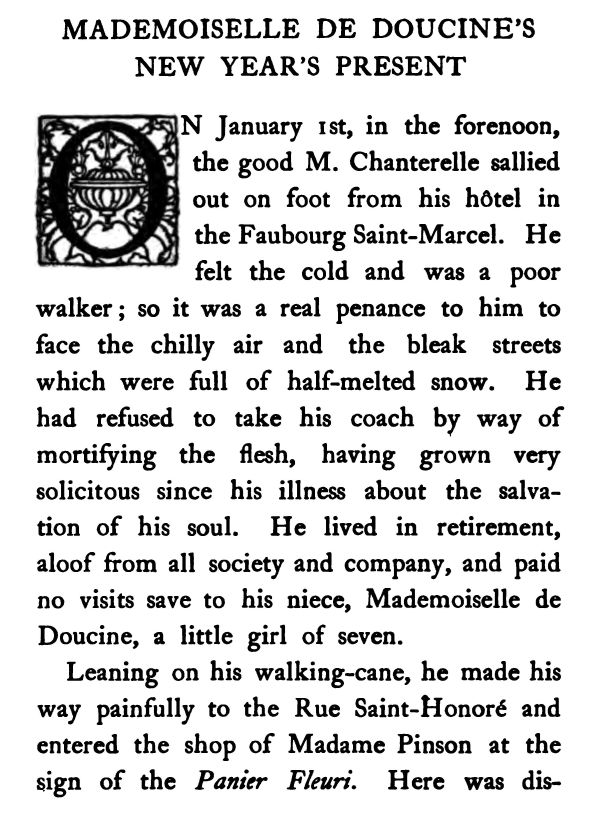 MADEMOISELLE DE DOUCINE'S
NEW YEAR'S PRESENT
ON January 1st, in the forenoon,
the good M. Chanterelle sallied
out on foot from his hôtel in
the Faubourg Saint-Marcel. He
felt the cold and was a poor
walker; so it was a real penance to him to
face the chilly air and the bleak streets
which were full of half-melted snow. He
had refused to take his coach by way of
mortifying the flesh, having grown very
solicitous since his illness about the salva-
tion of his soul. He lived in retirement,
aloof from all society and company, and paid
no visits save to his niece, Mademoiselle de
Doucine, a little girl of seven.
Leaning on his walking-cane, he made his
way painfully to the Rue Saint-Honoré and
entered the shop of Madame Pinson at the
sign of the Panier Fleuri. Here was dis-